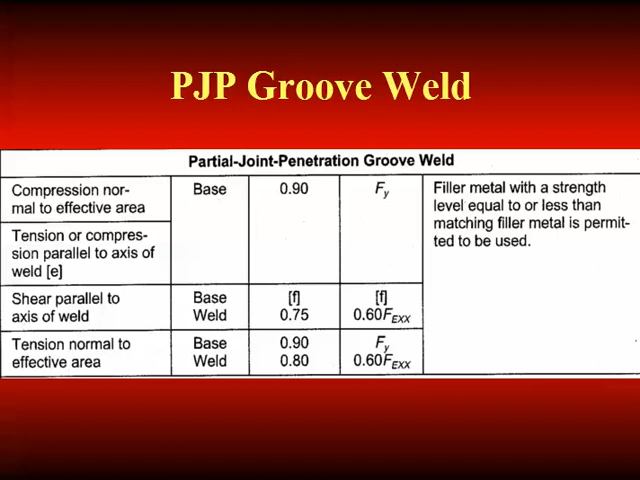 PJP Groove Weld
Partial-Joint-Penetration Groove Weld
Compression nor-
mal to effective area
Base
0.90
Fy
Filler metal with a strength
level equal to or less than
matching filler metal is permit-
ted to be used.
Tension or compres-
sion parallel to axis of
weld [e]
Shear parallel to
axis of weld
Base
Weld
[f]
0.75
[f]
0.60FEXX
Tension normal to
effective area
Base
Weld
0.90
0.80
Fy
0.60FEXX